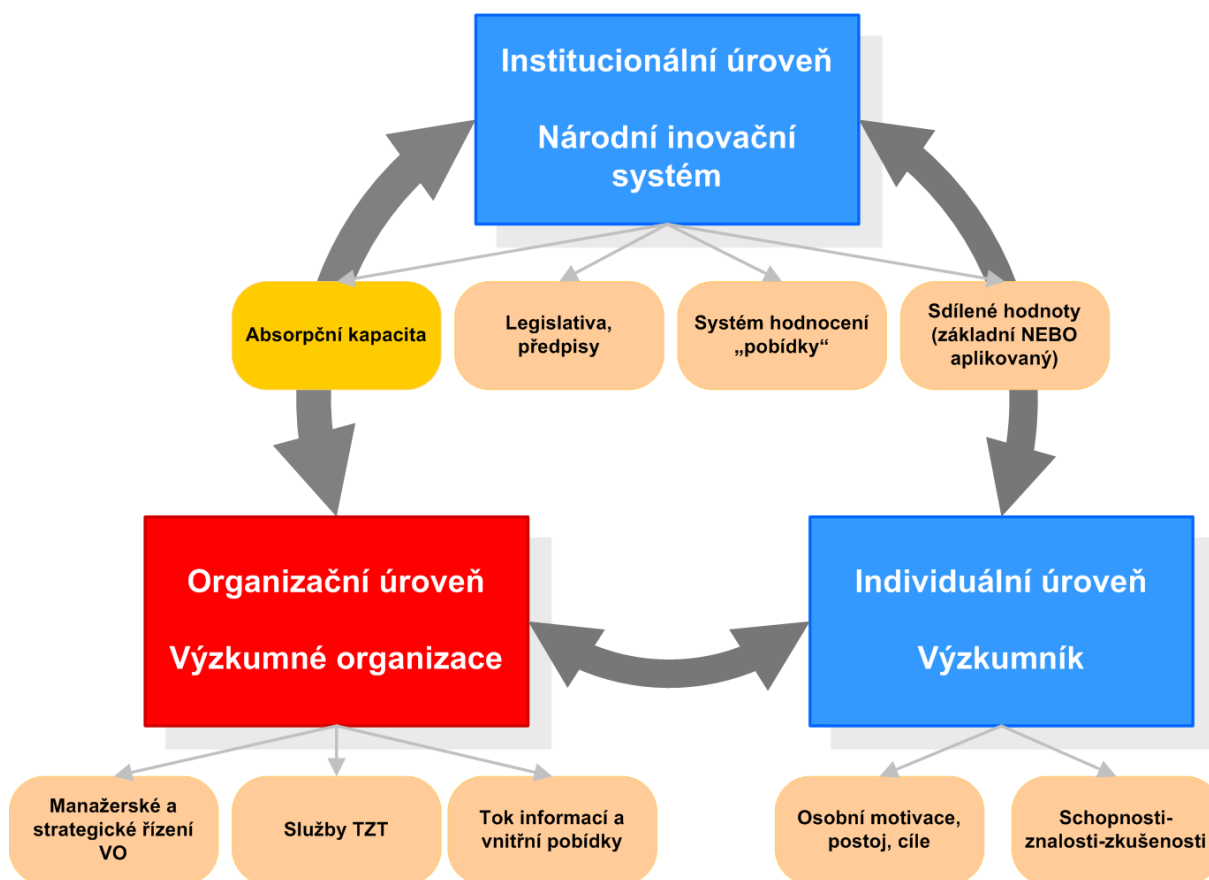 Institucionální úroveň
Národní inovační
systém
Absorpční kapacita
Legislativa,
předpisy
Systém hodnocení
„pobídky“
Sdílené hodnoty
(základní NEBO
aplikovaný)
Organizační úroveň
Výzkumné organizace
Individuální úroveň
Výzkumník
Manažerské a
strategické řízení
VO
Služby TZT
Tok informací a
vnitřní pobídky
Osobní motivace,
postoj, cíle
Schopnosti-
znalosti-zkušenosti